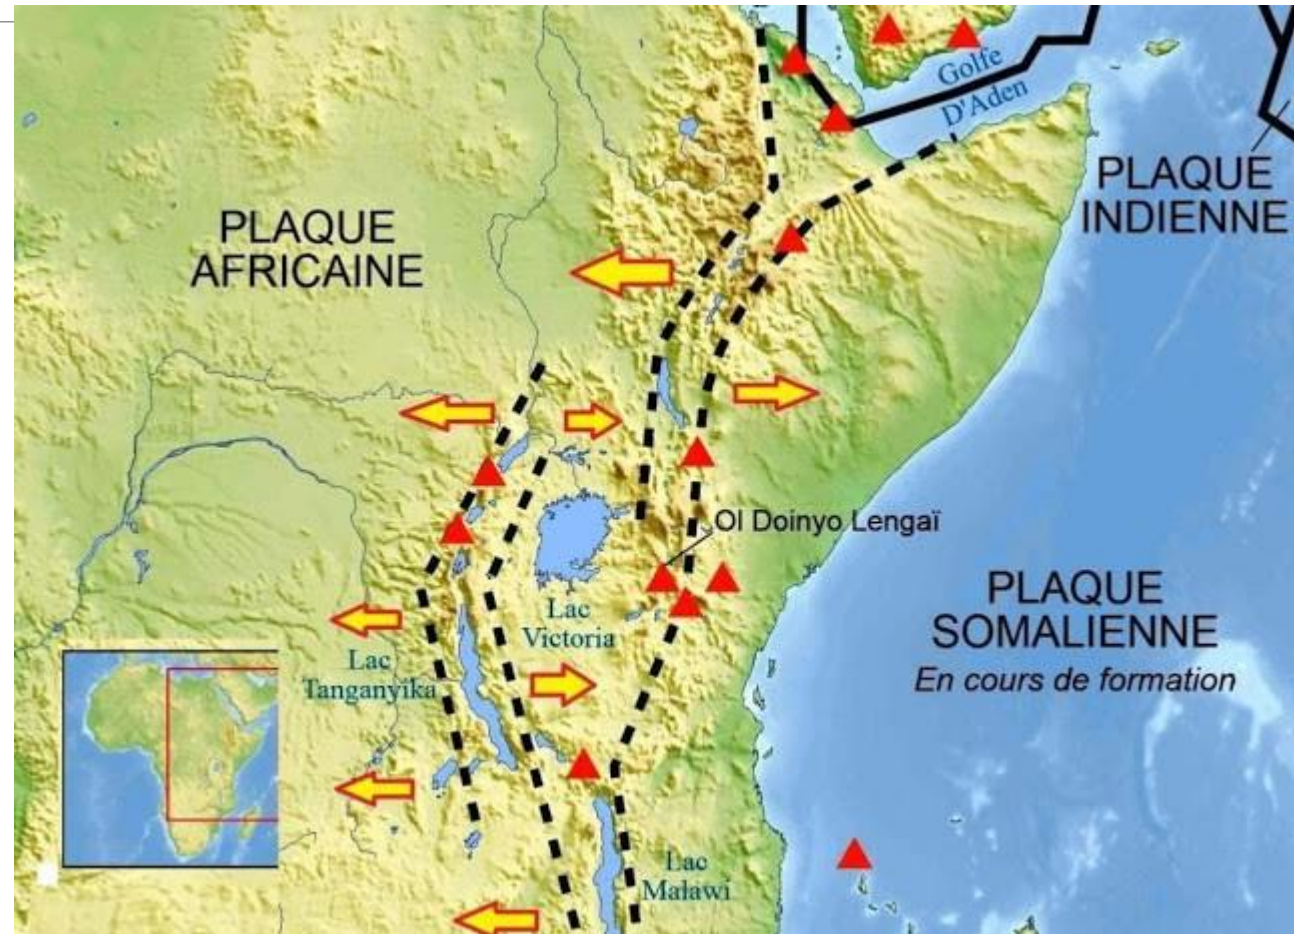 Golfe
D'Aden
PLAQUE
INDIENNE
PLAQUE
AFRICAINE
Ol Doinyo Lengaï
PLAQUE
SOMALIENNE
En cours de formation
Lac
Victoria
Lac
Tanganyika
Lac
Malawi